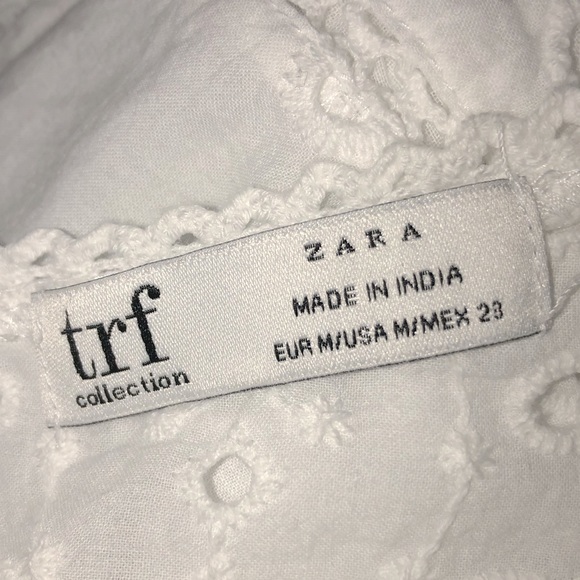 trf
collection
ZARA
MADE IN INDIA
EUR M/USA M/MEX 28